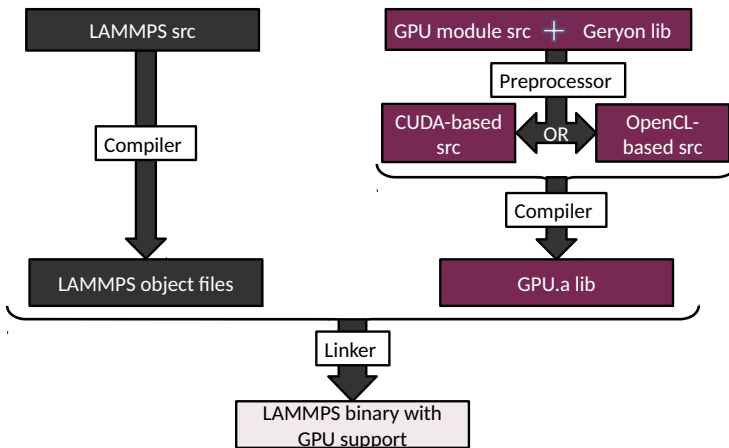 LAMMPS src
GPU module src + Geryon lib
Preprocessor
CUDA-based
src
OR
OpenCL-
based src
Compiler
Compiler
LAMMPS object files
GPU.a lib
Linker
LAMMPS binary with
GPU support